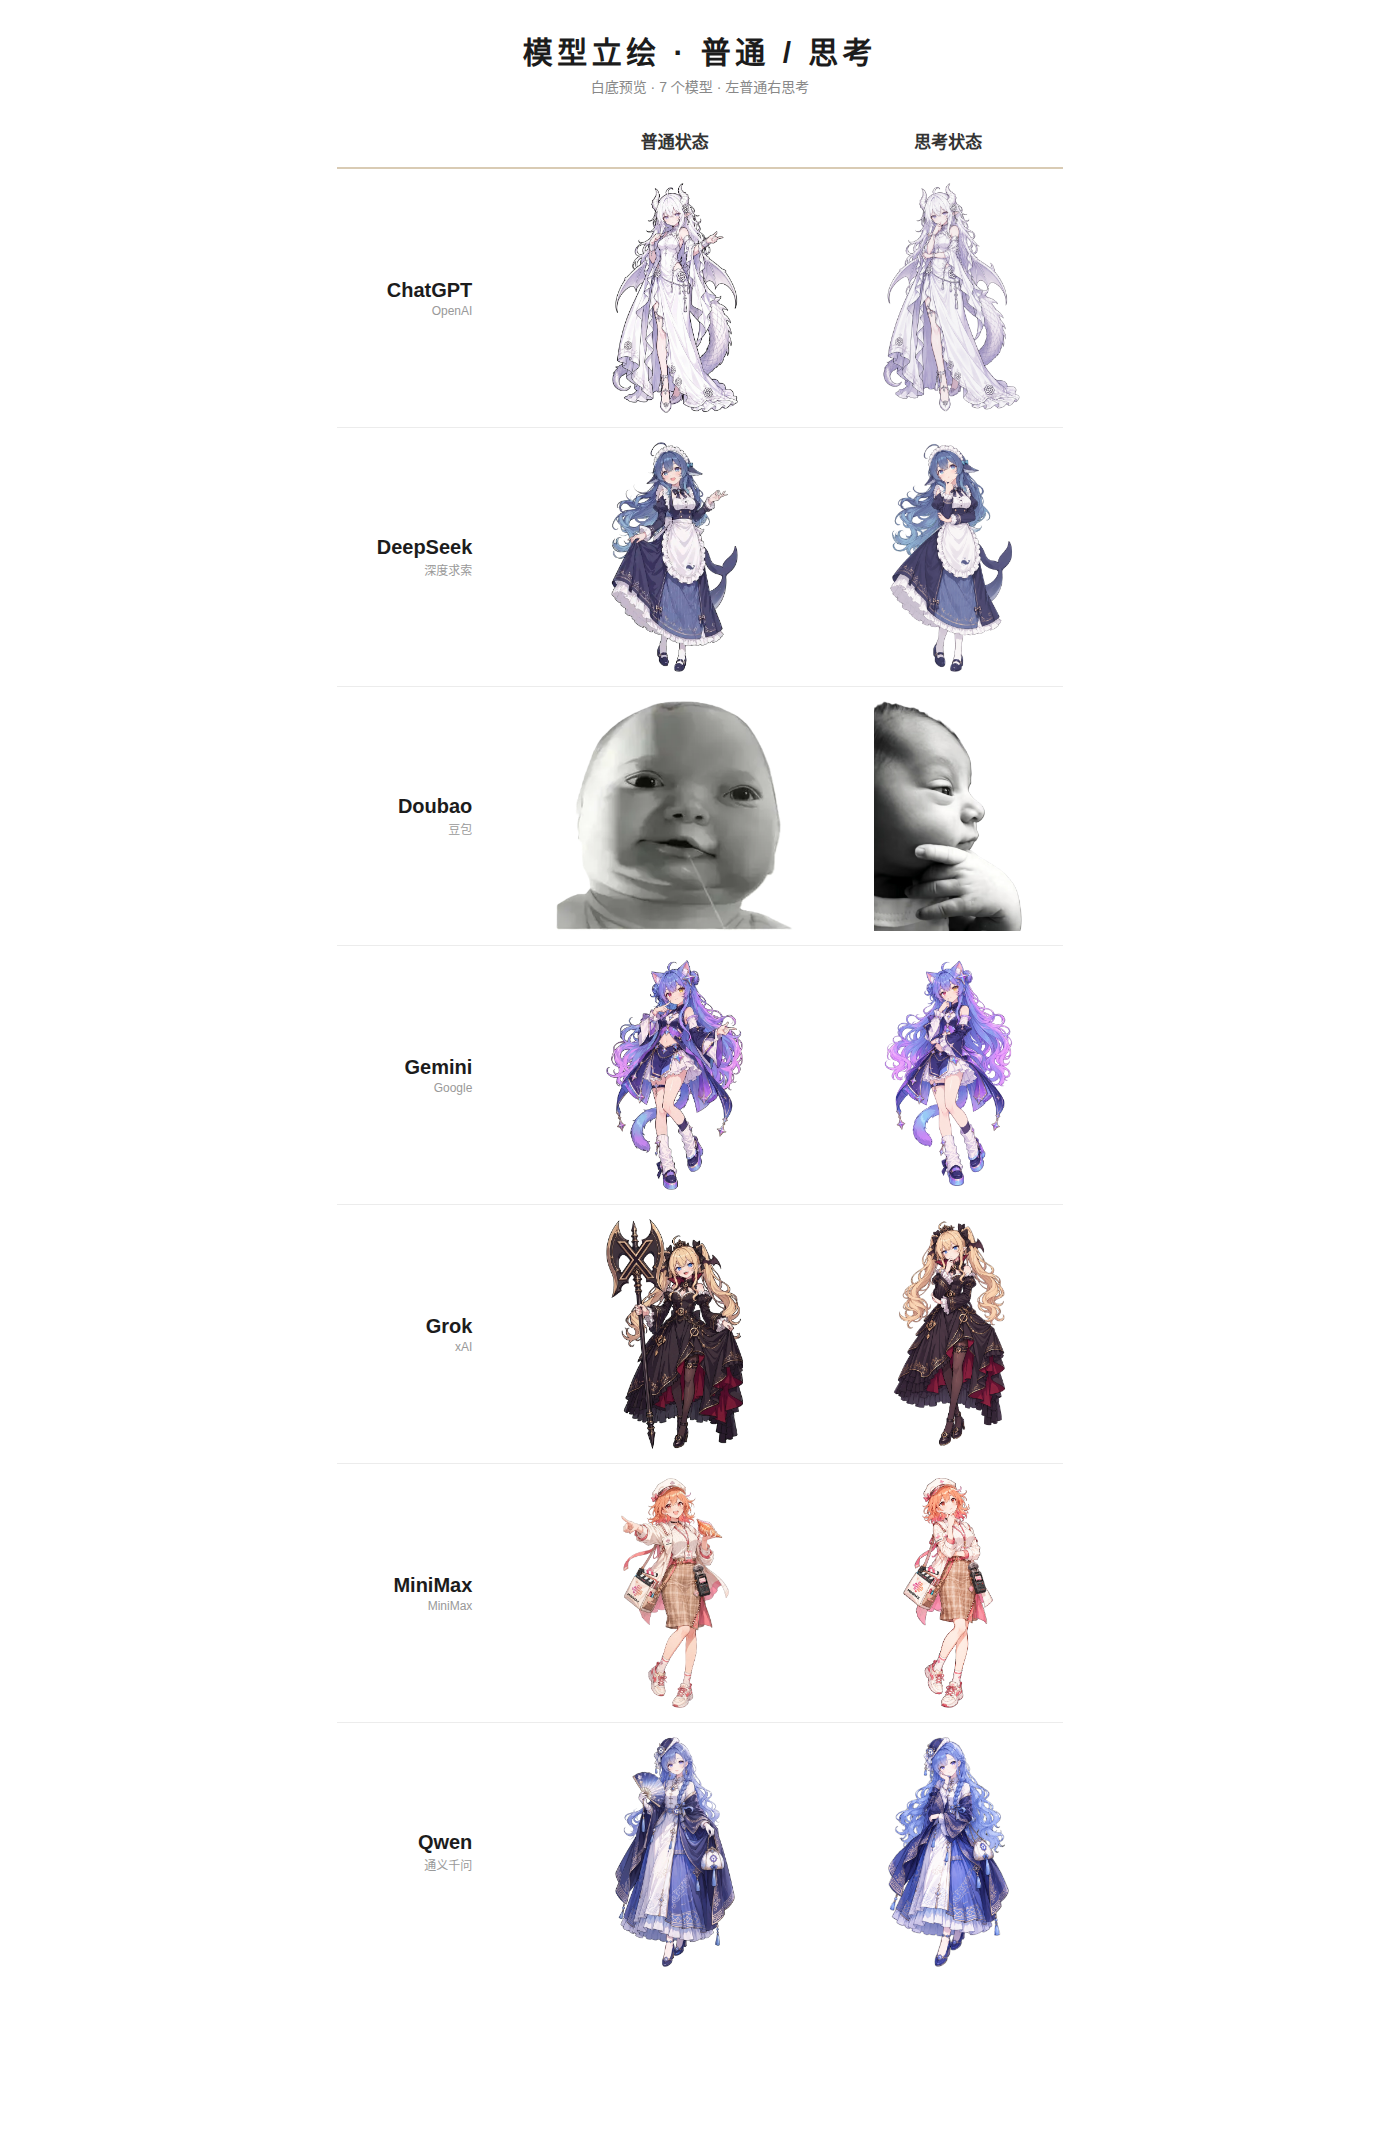 模型立绘 · 普通 / 思考
白底预览 · 7 个模型 · 左普通右思考
普通状态 思考状态
ChatGPT
OpenAI
DeepSeek
深度求索
Doubao
豆包
Gemini
Google
Grok
xAI
MiniMax
MiniMax
Qwen
通义千问